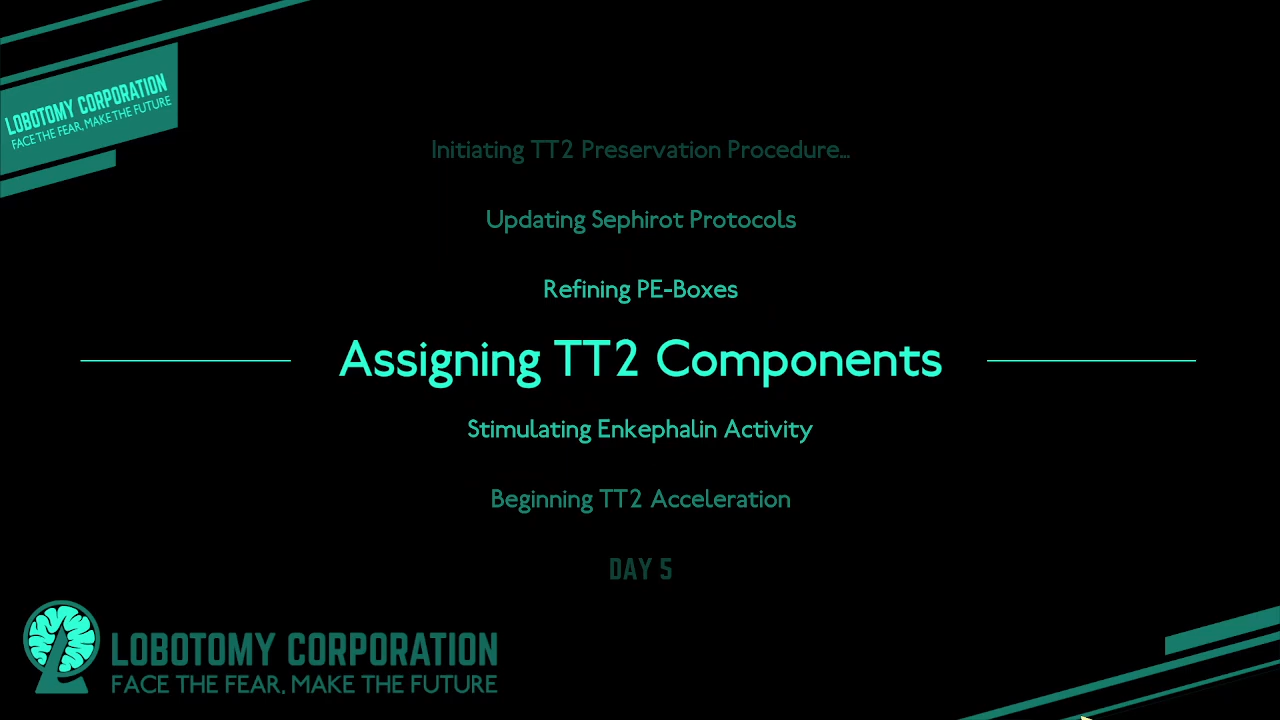 LOBOTOMY CORPORATION
FACE THE FEAR, MAKE THE FUTURE
Initiating TT2 Preservation Procedure...
Updating Sephirot Protocols
Refining PE-Boxes
Assigning TT2 Components
Stimulating Enkephalin Activity
Beginning TT2 Acceleration
DAY 5
LOBOTOMY CORPORATION
FACE THE FEAR, MAKE THE FUTURE